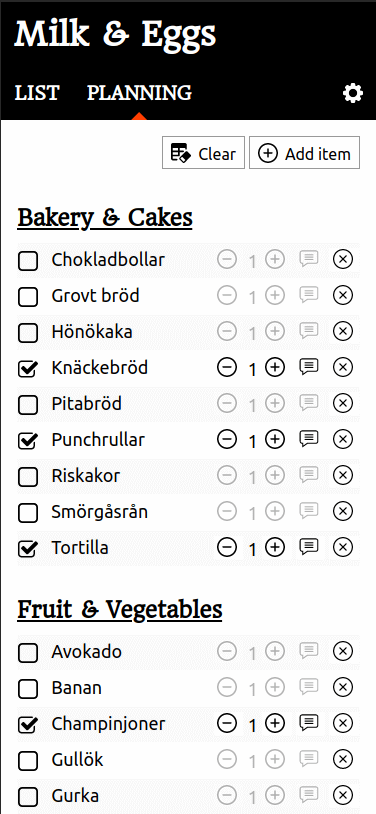 Milk & Eggs
LIST PLANNING
Clear Add item
Bakery & Cakes
Chokladbollar 1
Grovt bröd 1
Hönökaka 1
Knäckebröd 1
Pitabröd 1
Punchrullar 1
Riskakor 1
Smörgåsrån 1
Tortilla 1
Fruit & Vegetables
Avokado 1
Banan 1
Champinjoner 1
Gullök 1
Gurka 1